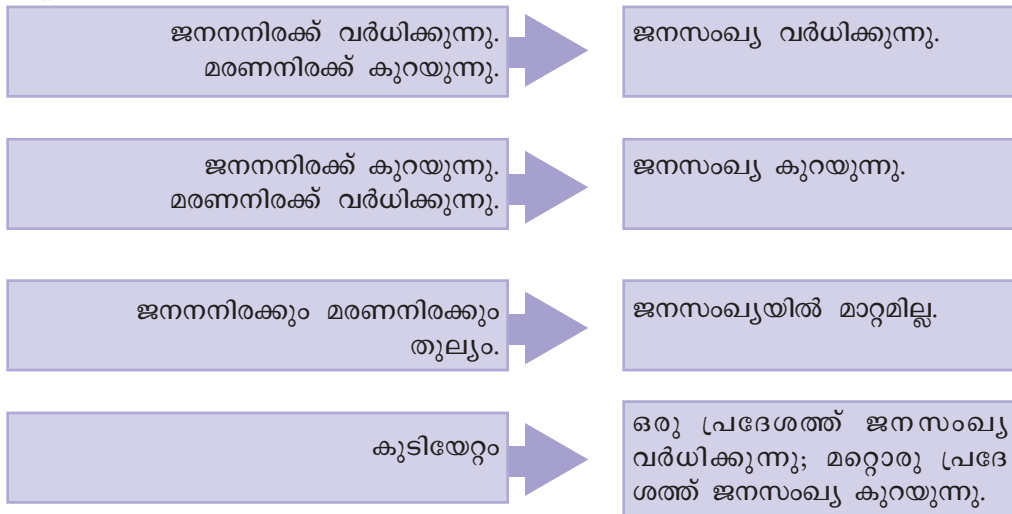 ജനനനിരക്ക് വർധിക്കുന്നു.
മരണനിരക്ക് കുറയുന്നു.
ജനസംഖ്യ വർധിക്കുന്നു.
ജനനനിരക്ക് കുറയുന്നു.
മരണനിരക്ക് വർധിക്കുന്നു.
ജനസംഖ്യ കുറയുന്നു.
ജനനനിരക്കും മരണനിരക്കും
തുല്യം.
ജനസംഖ്യയിൽ മാറ്റമില്ല.
കുടിയേറ്റം
ഒരു പ്രദേശത്ത് ജനസംഖ്യ
വർധിക്കുന്നു; മറ്റൊരു പ്രദേ
ശത്ത് ജനസംഖ്യ കുറയുന്നു.